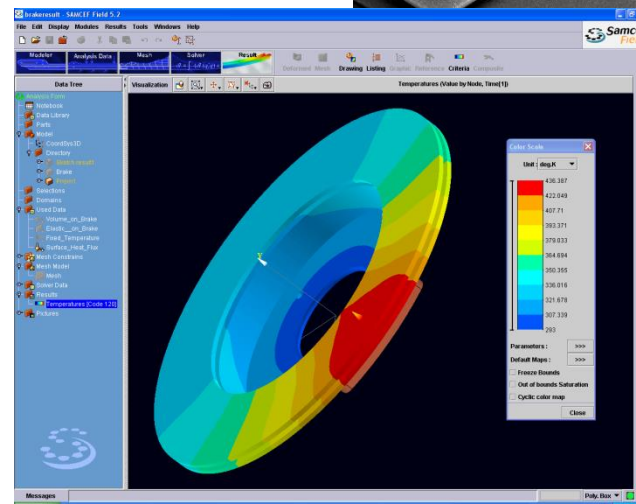 brakeresult - SAMCEF Field 5.2
File Edit Display Modules Results Tools Windows Help
Samce
Fie
Modeler Analysis Data Mesh Solver Result
Deformed Mesh Drawing Listing Graphic Reference Criteria Composite
Data Tree
Visualization
Temperatures (Value by Node, Time[1])
Analysis Form
Notebook
Data Library
Parts
Model
CoordSys3D
Directory
Brake
Selections
Domains
Used Data
Volume_on_Brake
Elastic__on_Brake
Fixed_Temperature
Surface_Heat_Flux
Mesh Constrains
Mesh Model
Mesh
Solver Data
Results
Temperatures [Code 120]
Pictures
Y
Color Scale
Unit : deg.K
436.387
422.049
407.71
393.371
379.033
364.694
350.355
336.016
321.678
307.339
293
Parameters : >>>
Default Maps : >>>
Freeze Bounds
Out of bounds Saturation
Cyclic color map
Close
Messages
Poly. Box